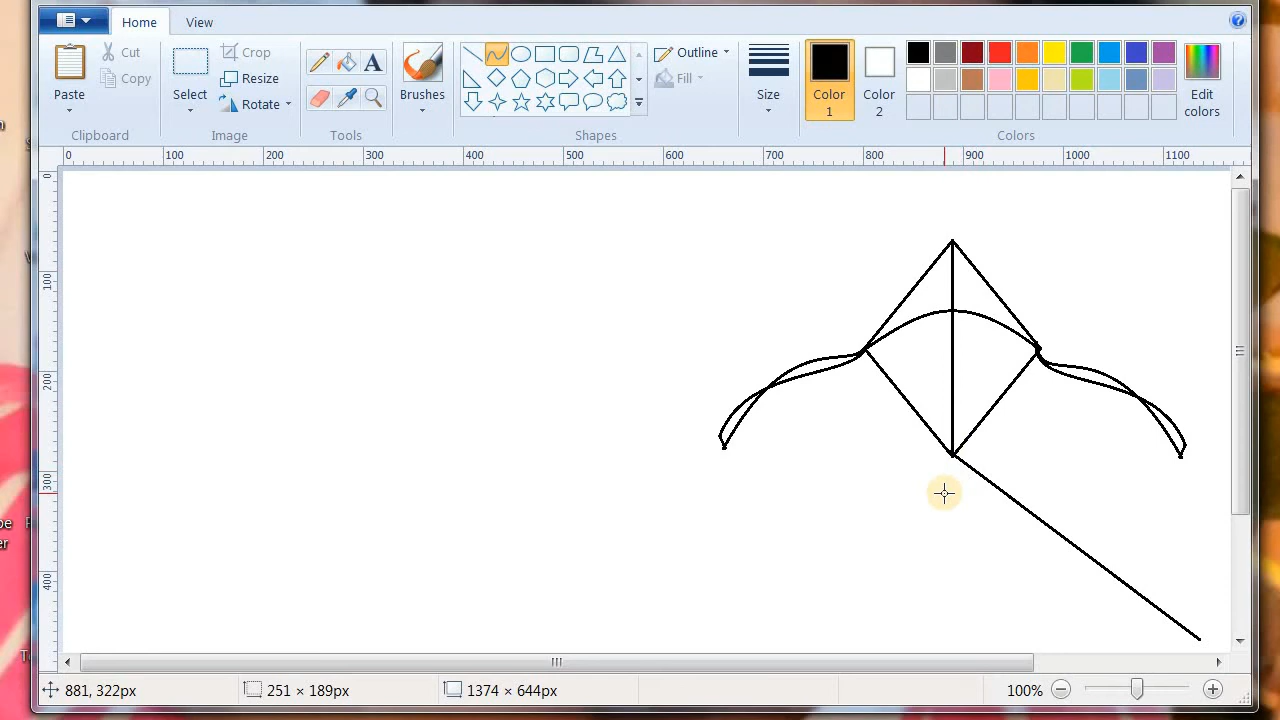 Home View
Paste
Cut
Copy
Clipboard
Select
Crop
Resize
Rotate
Image
A
Tools
Brushes
Outline
Fill
Shapes
Size
Color 1
Color 2
Edit colors
Colors
0 100 200 300 400 500 600 700 800 900 1000 1100
0
100
200
300
400
881, 322px
251 × 189px
1374 × 644px
100%